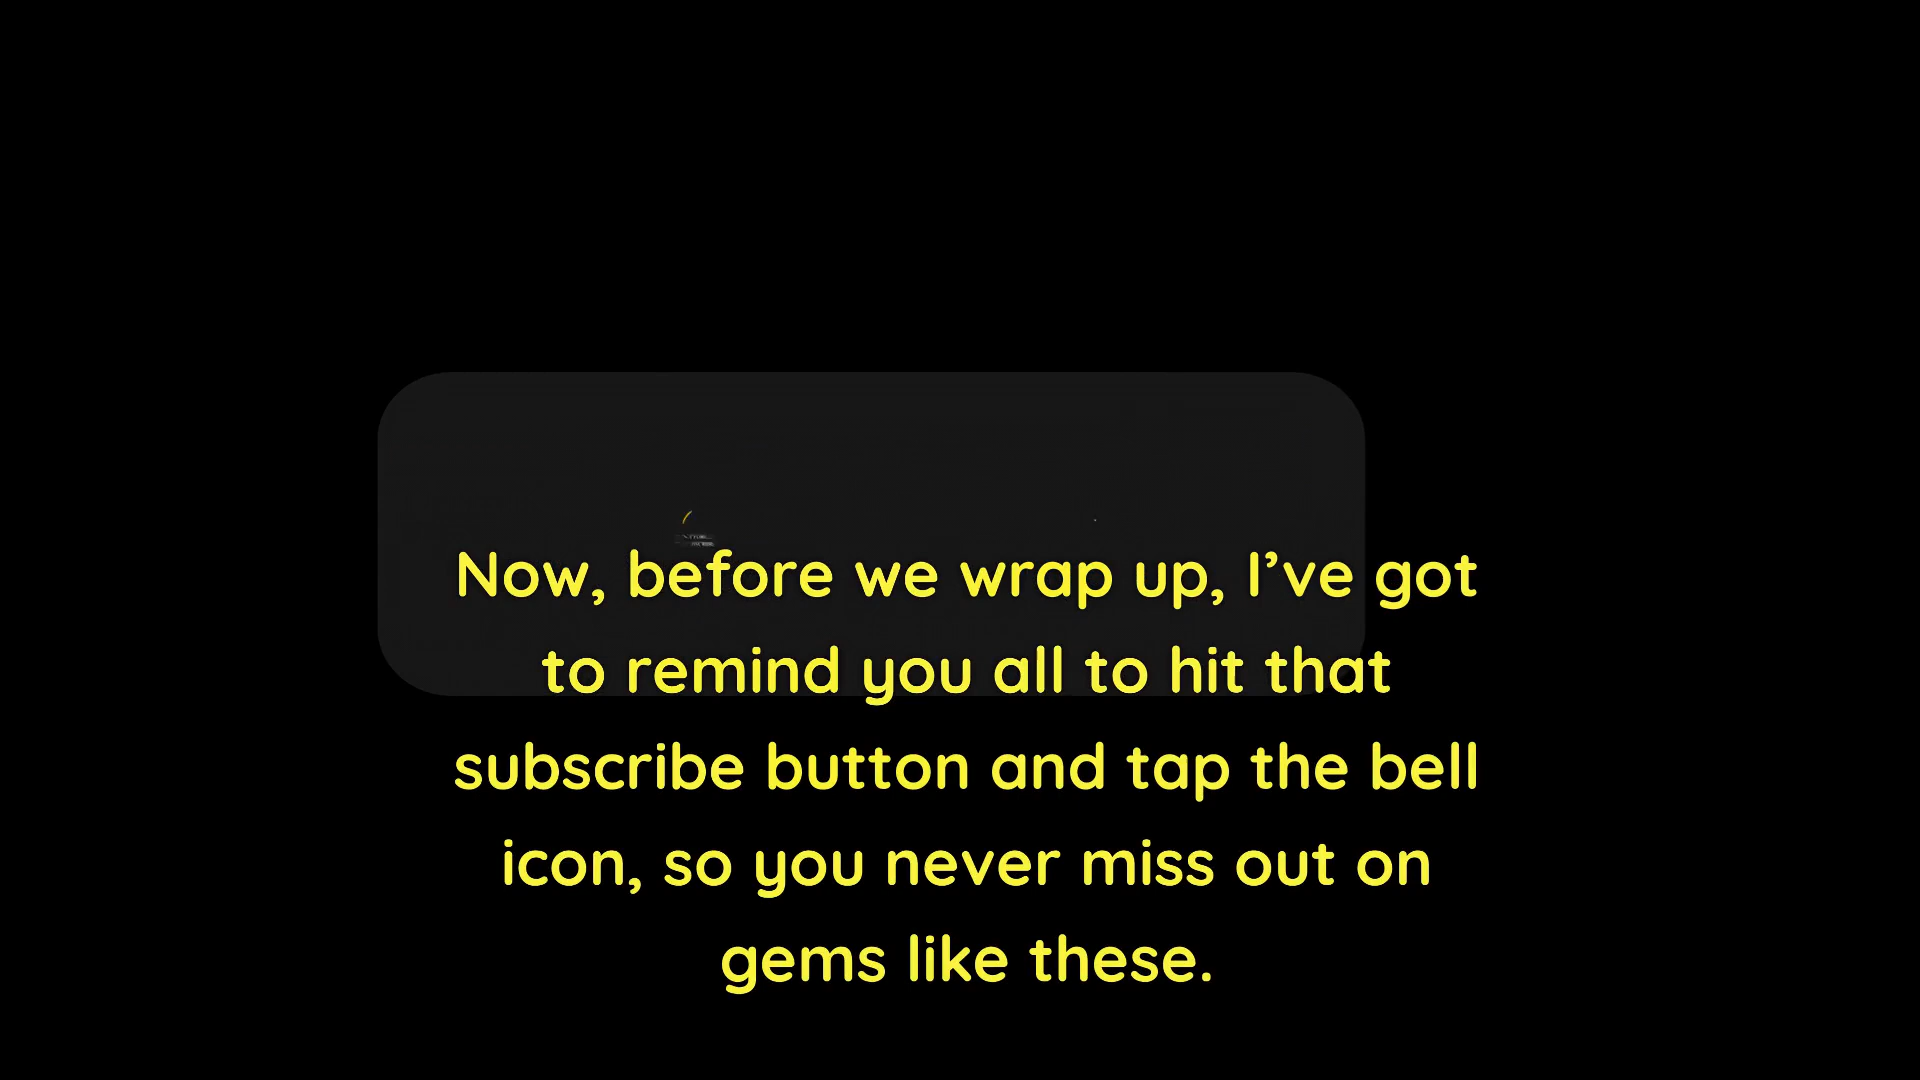 Now, before we wrap up, I’ve got
to remind you all to hit that
subscribe button and tap the bell
icon, so you never miss out on
gems like these.